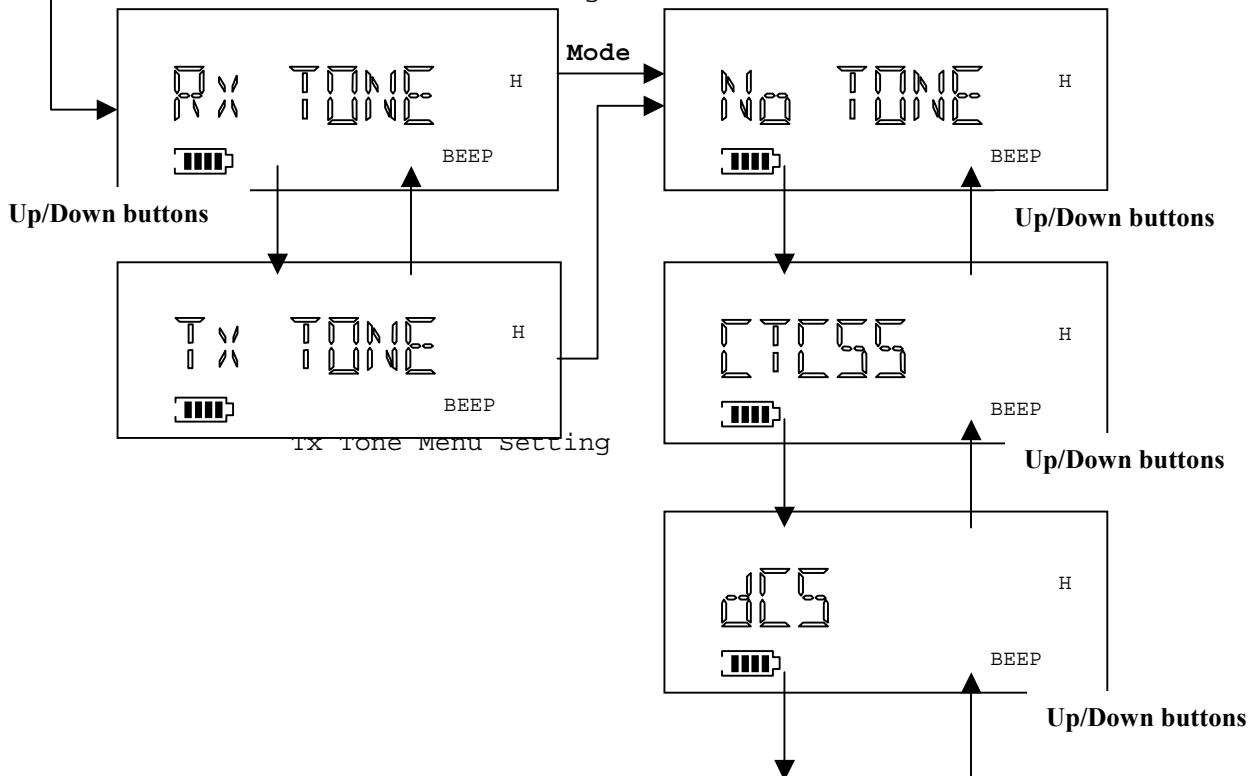 Mode
Rx TONE H
BEEP
Up/Down buttons
No TONE H
BEEP
Up/Down buttons
Tx TONE H
BEEP
Tx Tone Menu Setting
CTCSS H
BEEP
Up/Down buttons
dCS H
BEEP
Up/Down buttons